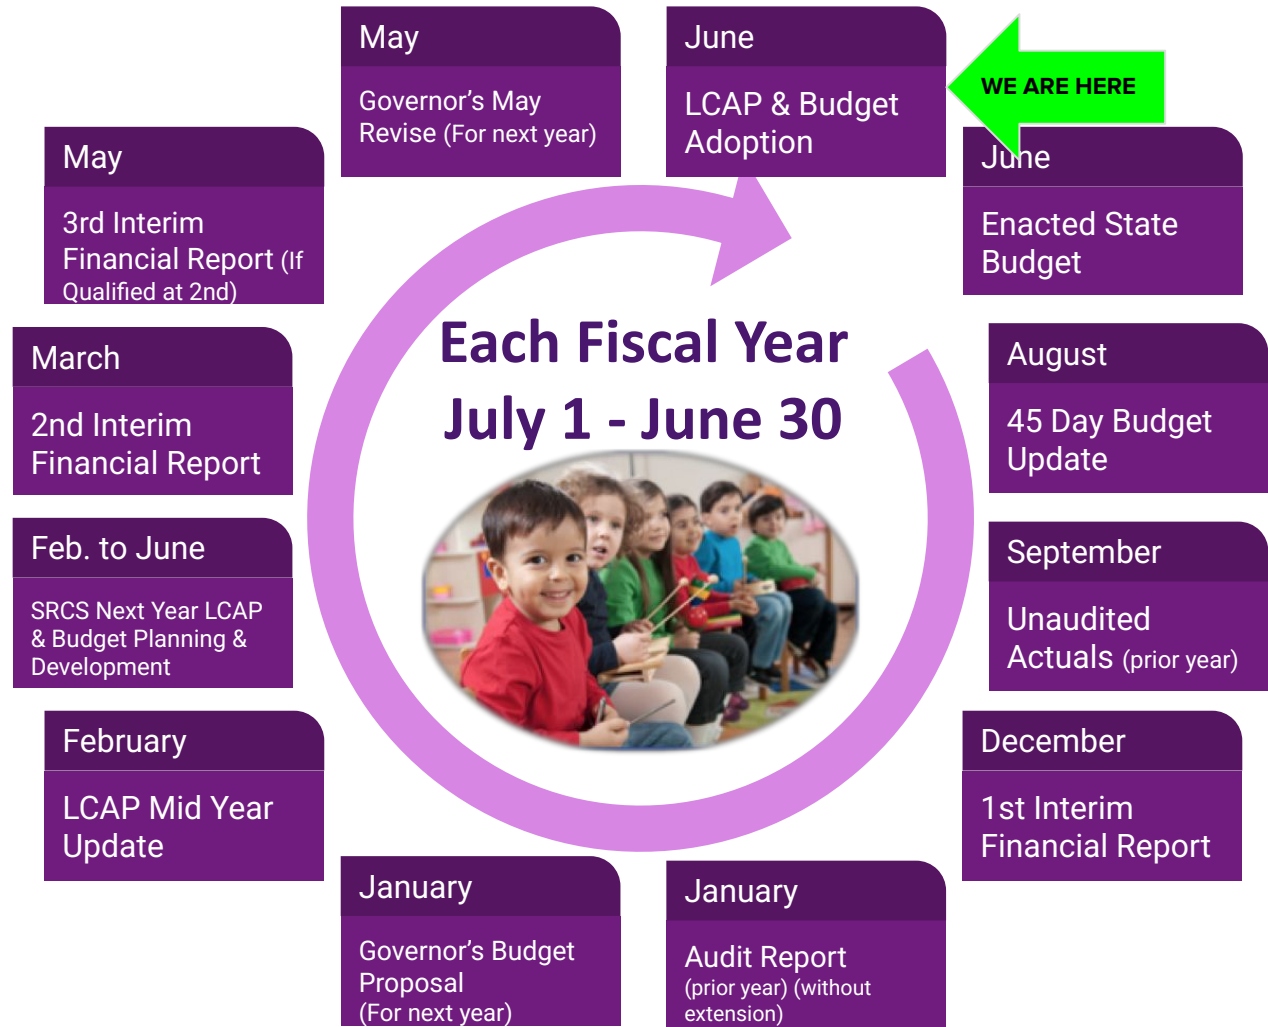 May
Governor's May
Revise (For next year)
June
LCAP & Budget
Adoption
WE ARE HERE
June
Enacted State
Budget
August
45 Day Budget
Update
September
Unaudited
Actuals (prior year)
December
1st Interim
Financial Report
January
Audit Report
(prior year) (without
extension)
January
Governor's Budget
Proposal
(For next year)
February
LCAP Mid Year
Update
Feb. to June
SRCS Next Year LCAP
& Budget Planning &
Development
March
2nd Interim
Financial Report
May
3rd Interim
Financial Report (If
Qualified at 2nd)
Each Fiscal Year
July 1 - June 30